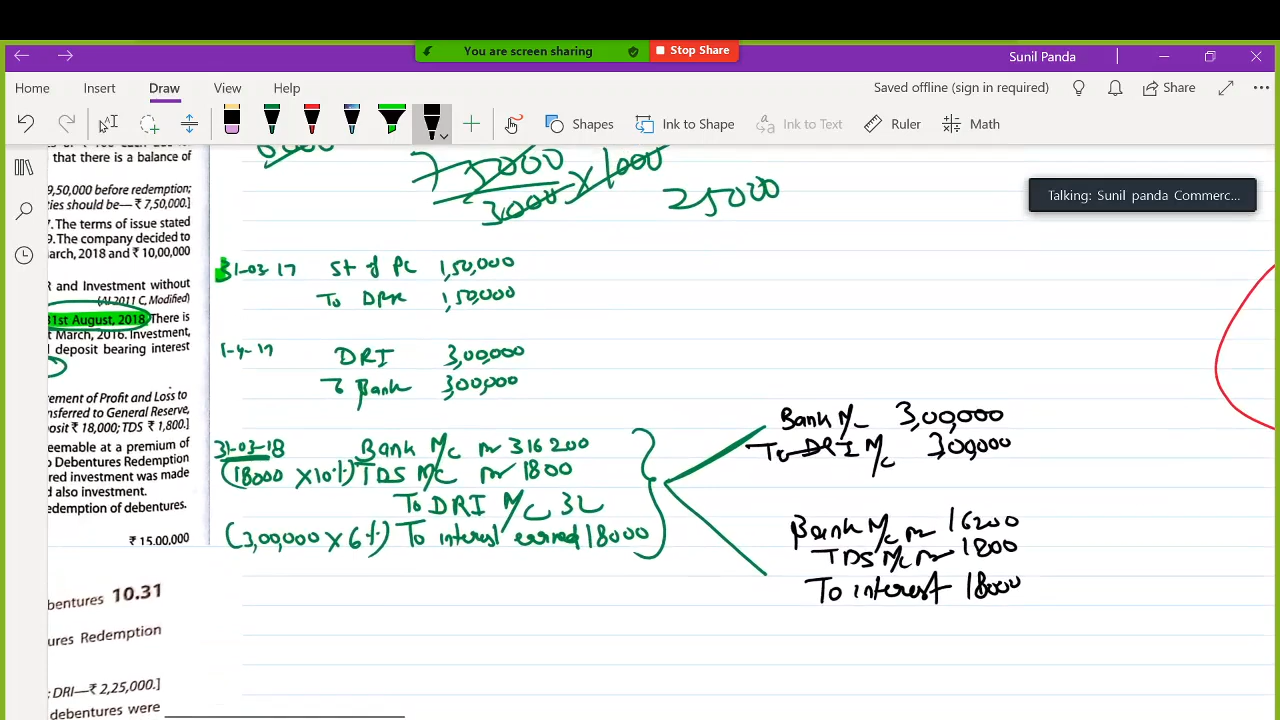 You are screen sharing
Stop Share
Sunil Panda
Home Insert Draw View Help
Saved offline (sign in required)
Share
Shapes
Ink to Shape
Ink to Text
Ruler
Math
Talking: Sunil panda Commerc...
that there is a balance of
9,50,000 before redemption;
ties should be— ₹ 7,50,000.]
7. The terms of issue stated
9. The company decided to
arch, 2018 and ₹ 10,00,000
R and Investment without
(AI 2011 C, Modified)
31st August, 2018. There is
t March, 2016. Investment,
deposit bearing interest
ement of Profit and Loss to
nsferred to General Reserve,
osit ₹ 18,000; TDS ₹ 1,800.]
eemable at a premium of
o Debentures Redemption
red investment was made
d also investment.
edemption of debentures.
₹ 15.00,000
bentures 10.31
ures Redemption
; DRI—₹ 2,25,000.]
debentures were
75000
3000 x 1000
25000
31-03-17 St of PL 1,50,000
To DRR 1,50,000
1-4-17 DRI 3,00,000
To Bank 300,000
31-03-18 Bank A/c Dr 316200
(18000 x 10%) TDS A/c Dr 1800
To DRI A/c 3L
(3,00,000 x 6%) To interest earned 18000
Bank A/c 3,00,000
To DRI A/c 300,000
Bank A/c Dr 16200
TDS A/c Dr 1800
To interest 18000